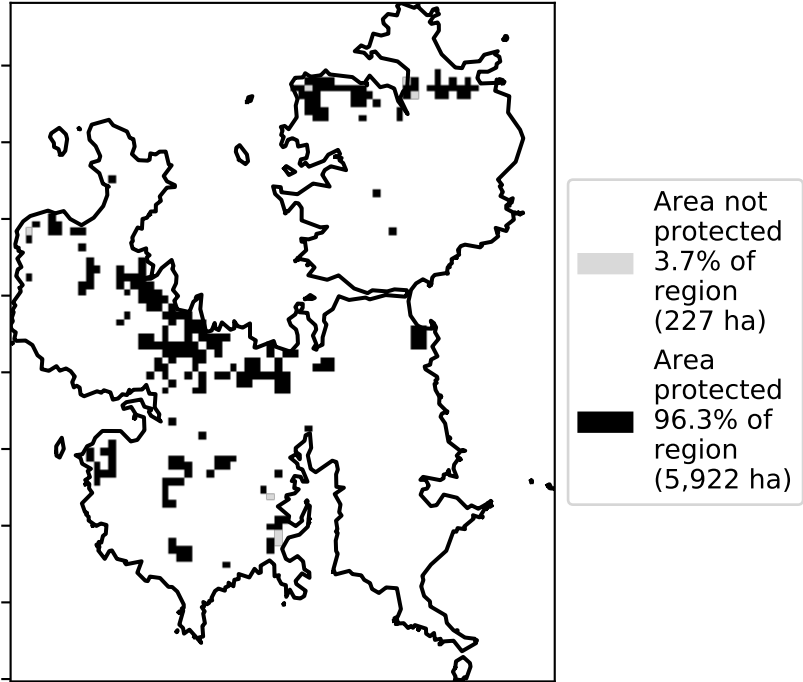 Area not
protected
3.7% of
region
(227 ha)
Area
protected
96.3% of
region
(5,922 ha)